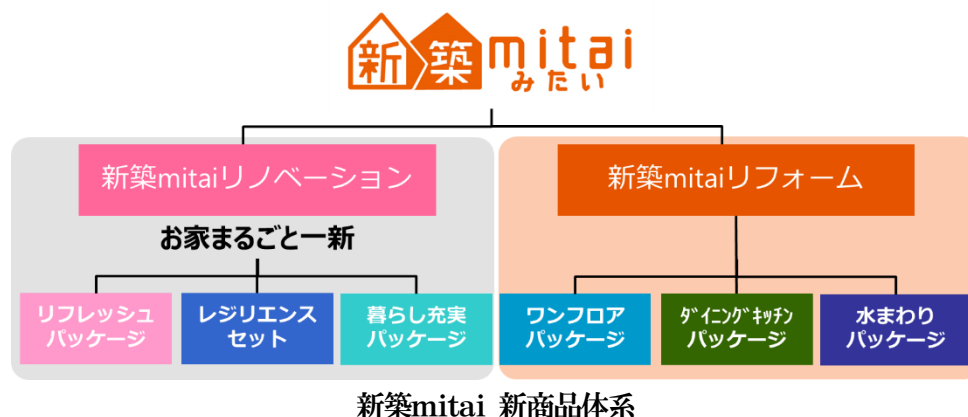 新築mitai
みたい
新築mitaiリノベーション
お家まるごと一新
リフレッシュ
パッケージ
レジリエンス
セット
暮らし充実
パッケージ
新築mitaiリフォーム
ワンフロア
パッケージ
ﾀﾞｲﾆﾝｸﾞｷｯﾁﾝ
パッケージ
水まわり
パッケージ
新築mitai 新商品体系